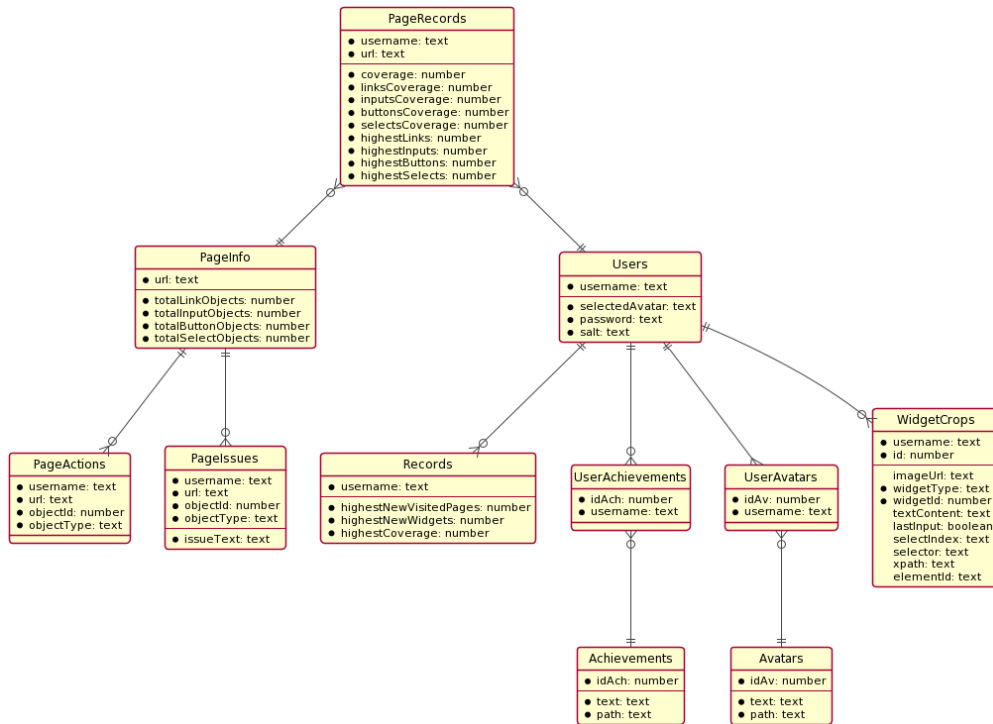 PageRecords
username: text
url: text
coverage: number
linksCoverage: number
inputsCoverage: number
buttonsCoverage: number
selectsCoverage: number
highestLinks: number
highestInputs: number
highestButtons: number
highestSelects: number
PageInfo
url: text
totalLinkObjects: number
totalInputObjects: number
totalButtonObjects: number
totalSelectObjects: number
Users
username: text
selectedAvatar: text
password: text
salt: text
PageActions
username: text
url: text
objectId: number
objectType: text
PageIssues
username: text
url: text
objectId: number
objectType: text
issueText: text
Records
username: text
highestNewVisitedPages: number
highestNewWidgets: number
highestCoverage: number
UserAchievements
idAch: number
username: text
UserAvatars
idAv: number
username: text
WidgetCrops
username: text
id: number
imageUrl: text
widgetType: text
widgetId: number
textContent: text
lastInput: boolean
selectIndex: text
selector: text
xpath: text
elementId: text
Achievements
idAch: number
text: text
path: text
Avatars
idAv: number
text: text
path: text